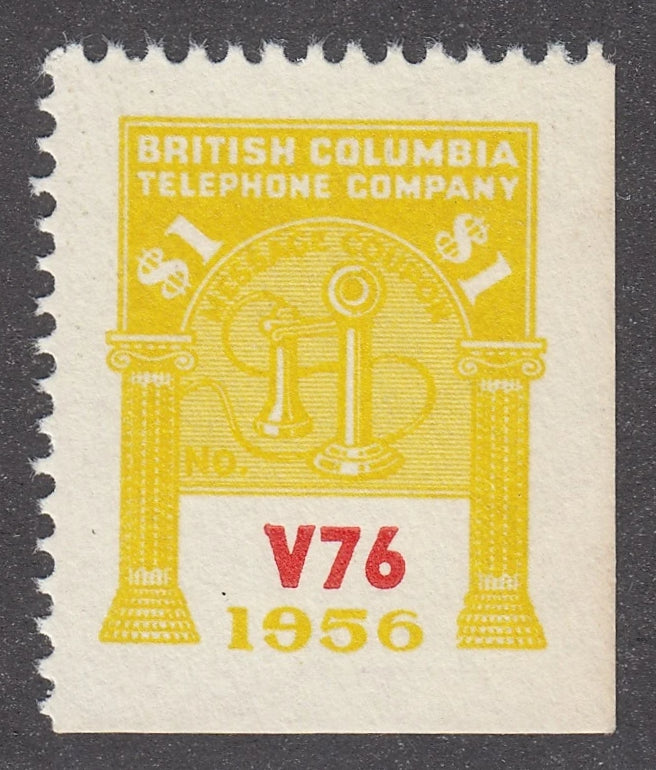 BRITISH COLUMBIA
TELEPHONE COMPANY
$1 $1
MESSAGE COUPON
No.
V76
1956